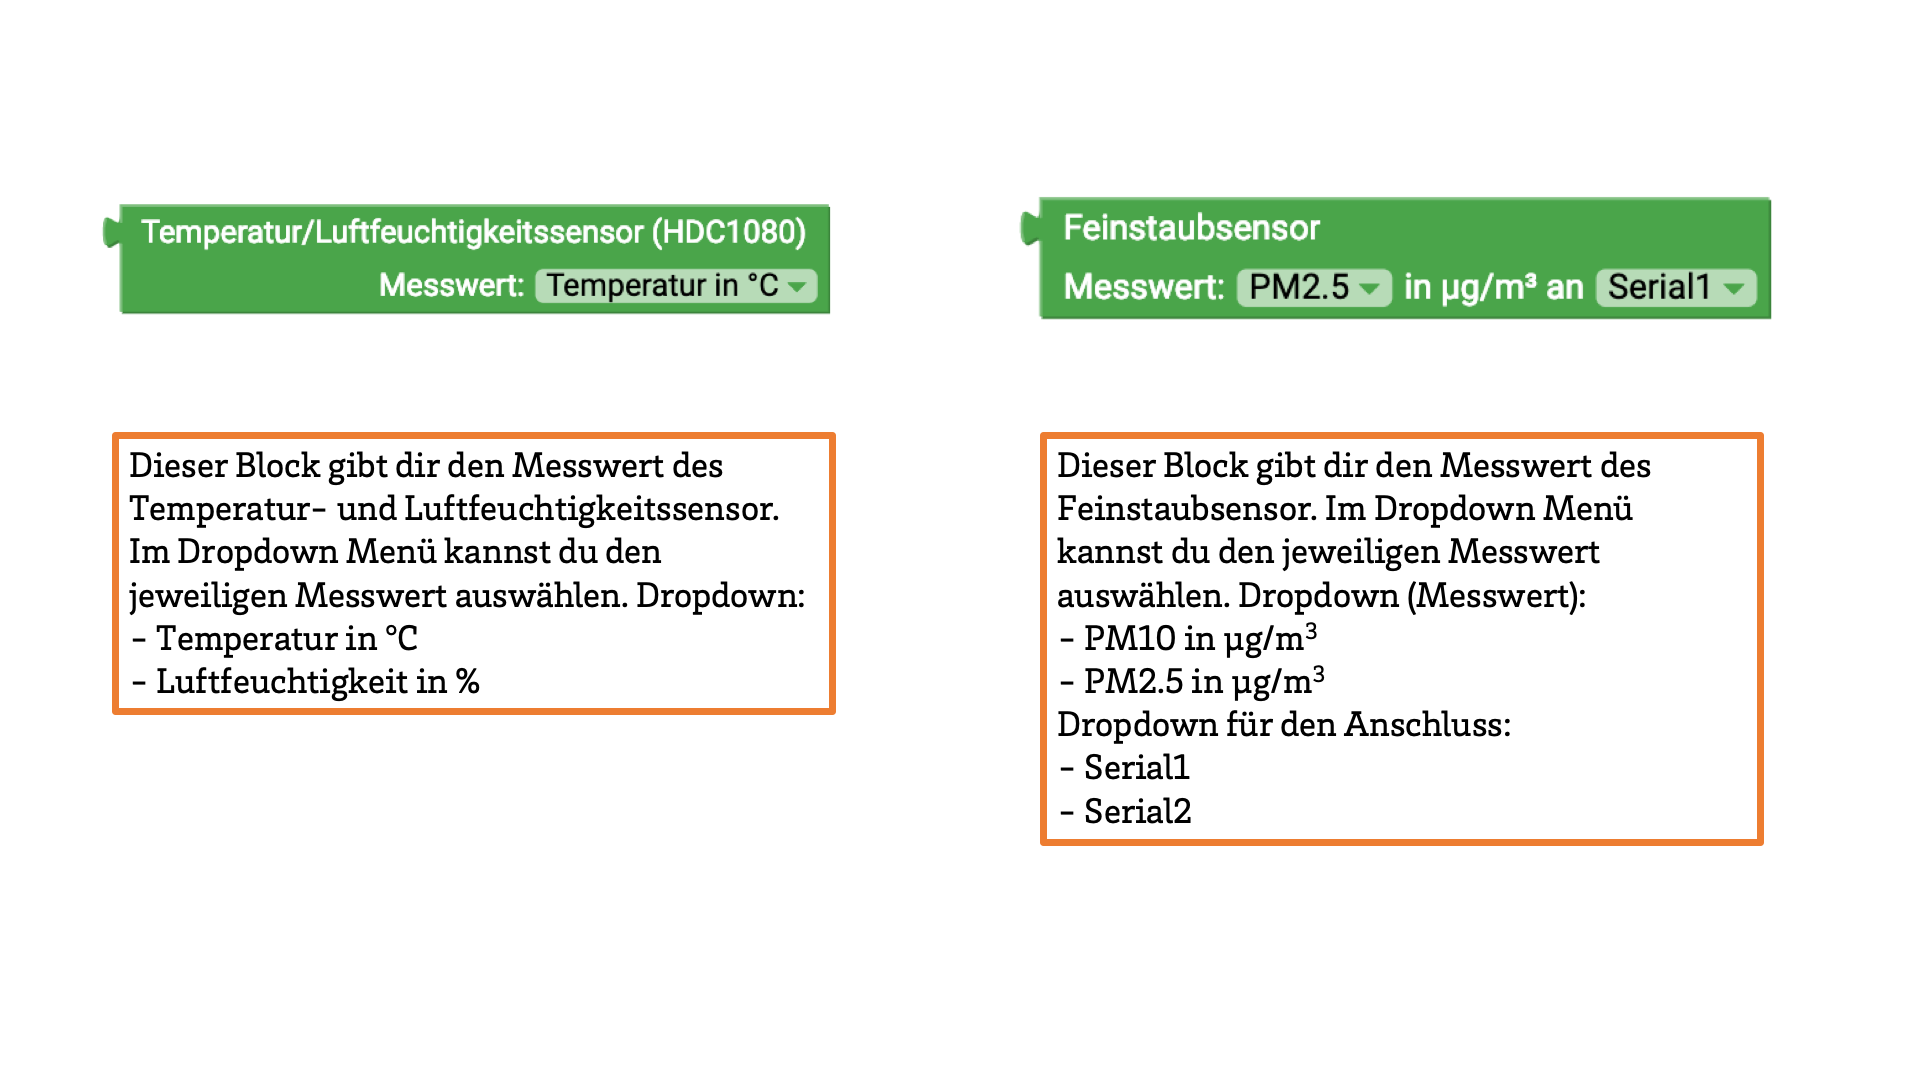 Temperatur/Luftfeuchtigkeitssensor (HDC1080)
Messwert: Temperatur in °C
Dieser Block gibt dir den Messwert des
Temperatur- und Luftfeuchtigkeitssensor.
Im Dropdown Menü kannst du den
jeweiligen Messwert auswählen. Dropdown:
- Temperatur in °C
- Luftfeuchtigkeit in %
Feinstaubsensor
Messwert: PM2.5 in µg/m³ an Serial1
Dieser Block gibt dir den Messwert des
Feinstaubsensor. Im Dropdown Menü
kannst du den jeweiligen Messwert
auswählen. Dropdown (Messwert):
- PM10 in µg/m³
- PM2.5 in µg/m³
Dropdown für den Anschluss:
- Serial1
- Serial2